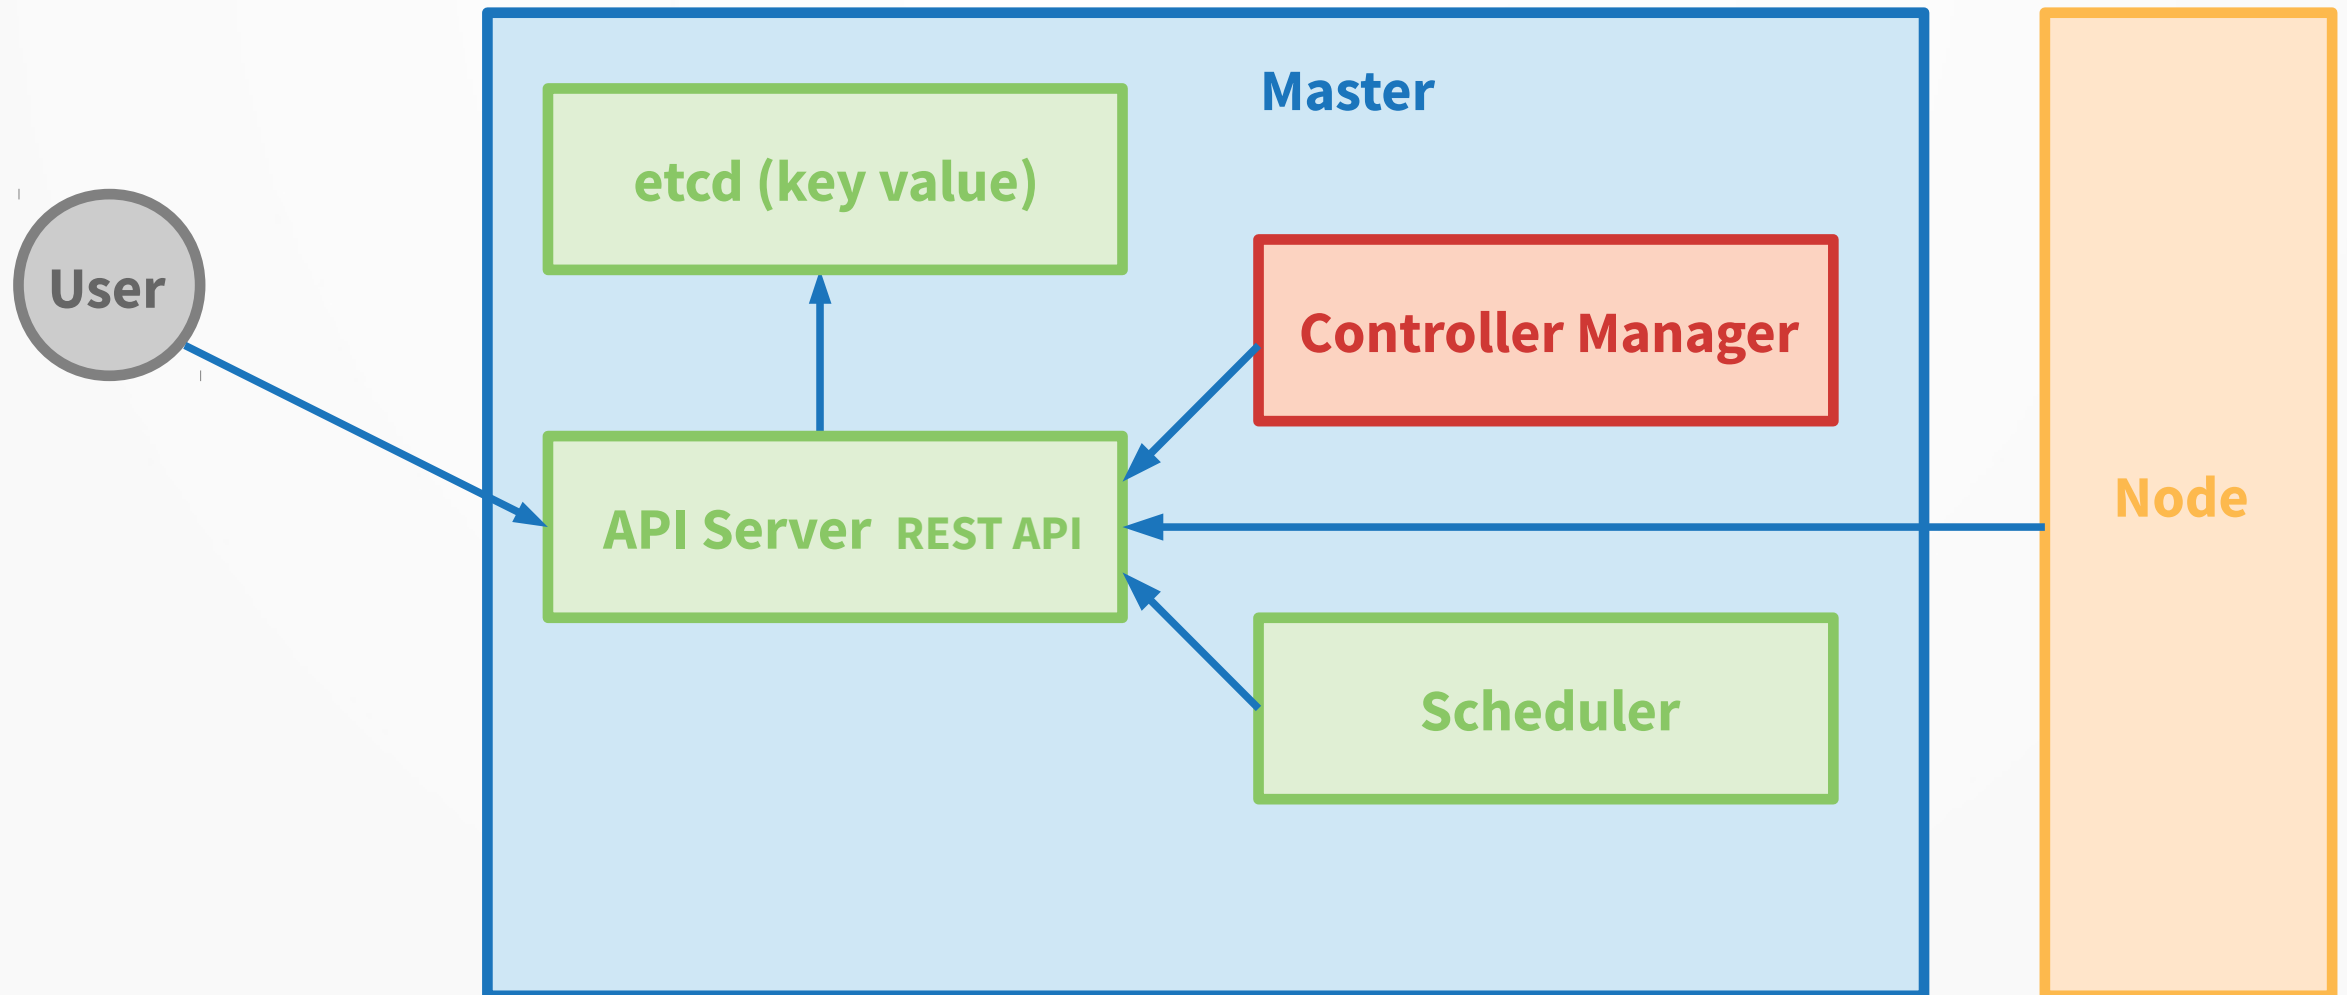 Master
etcd (key value)
User
Controller Manager
API Server REST API
Node
Scheduler